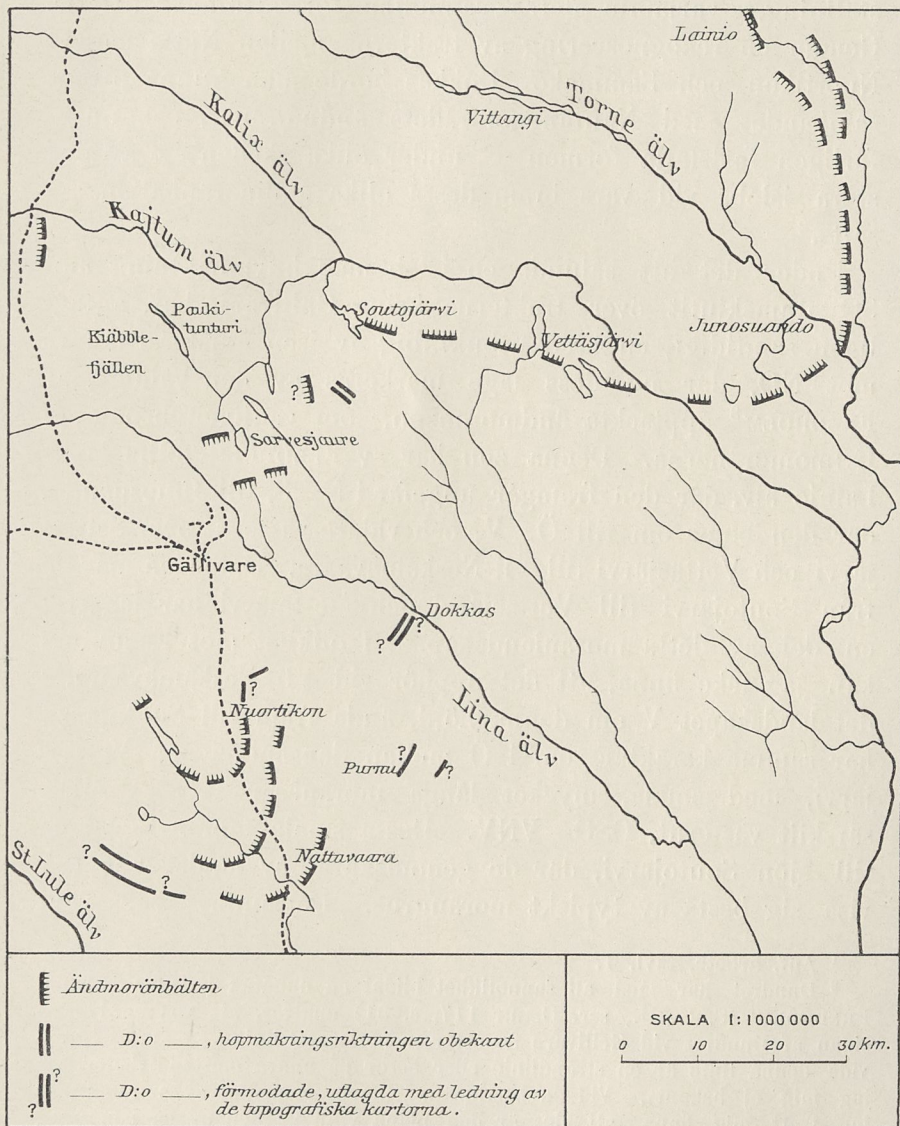 Lainio
Torne älv
Vittangi
Kalix älv
Kajtum älv
Pauki-
tunturi
Soutojärvi
Kiäbble-
fjällen
Vettäsjärvi
Junosuando
?
Sarvesjaure
Gällivare
Dokkas
?
?
?
Nuortikon
Lina älv
Purnu
?
?
Nattavaara
St. Lule älv
?
?
Ändmoränbälten
— D:o —, hopmakningsriktningen obekant
?
— D:o —, förmodade, utlagda med ledning av
? de topografiska kartorna.
SKALA 1:1000000
0 10 20 30 km.